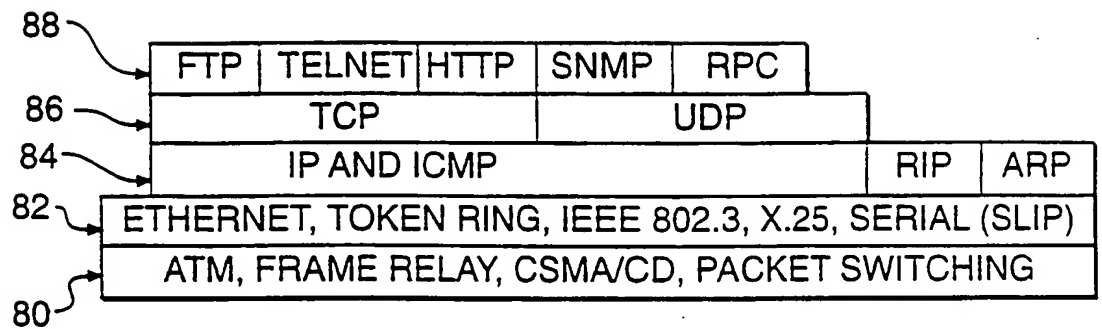 88 FTP TELNET HTTP SNMP RPC
86 TCP UDP
84 IP AND ICMP RIP ARP
82 ETHERNET, TOKEN RING, IEEE 802.3, X.25, SERIAL (SLIP)
80 ATM, FRAME RELAY, CSMA/CD, PACKET SWITCHING